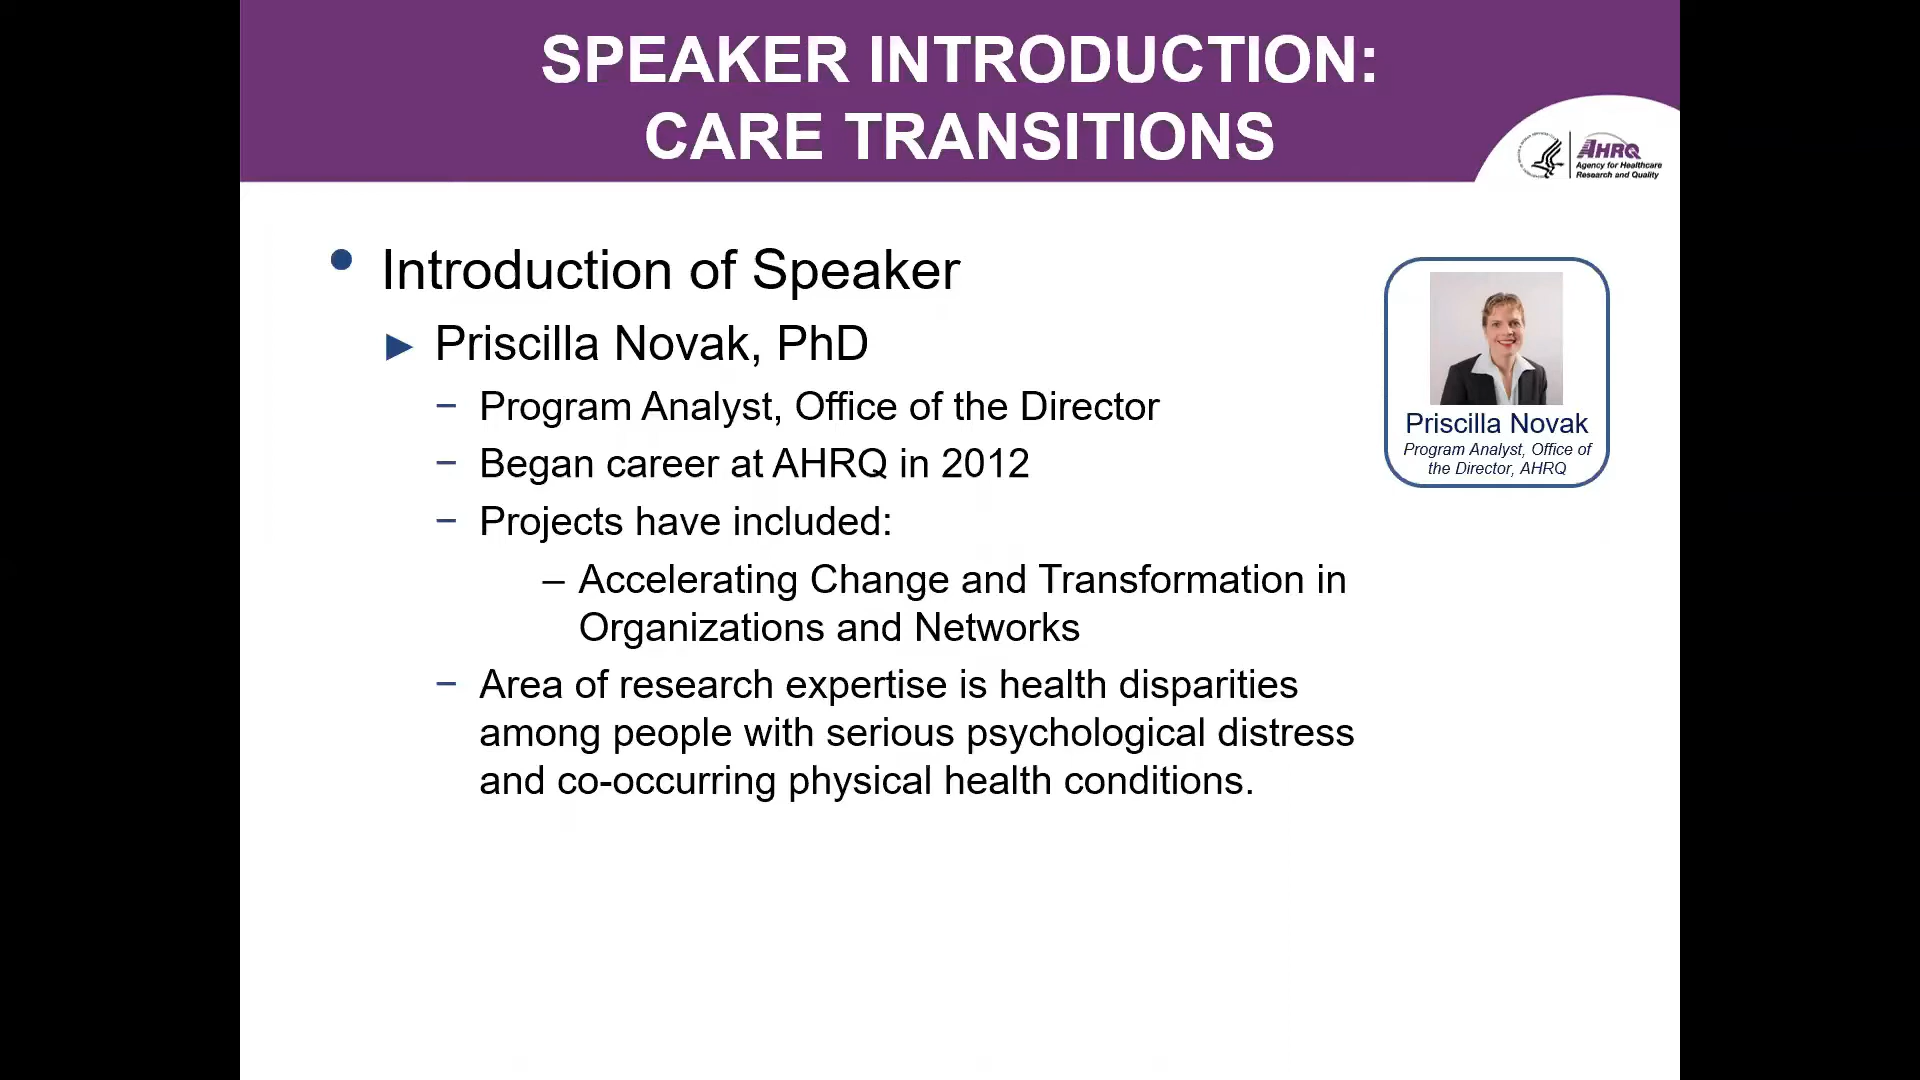 SPEAKER INTRODUCTION:
CARE TRANSITIONS
AHRQ
Agency for Healthcare
Research and Quality
• Introduction of Speaker
► Priscilla Novak, PhD
− Program Analyst, Office of the Director
− Began career at AHRQ in 2012
− Projects have included:
– Accelerating Change and Transformation in
Organizations and Networks
− Area of research expertise is health disparities
among people with serious psychological distress
and co-occurring physical health conditions.
Priscilla Novak
Program Analyst, Office of
the Director, AHRQ